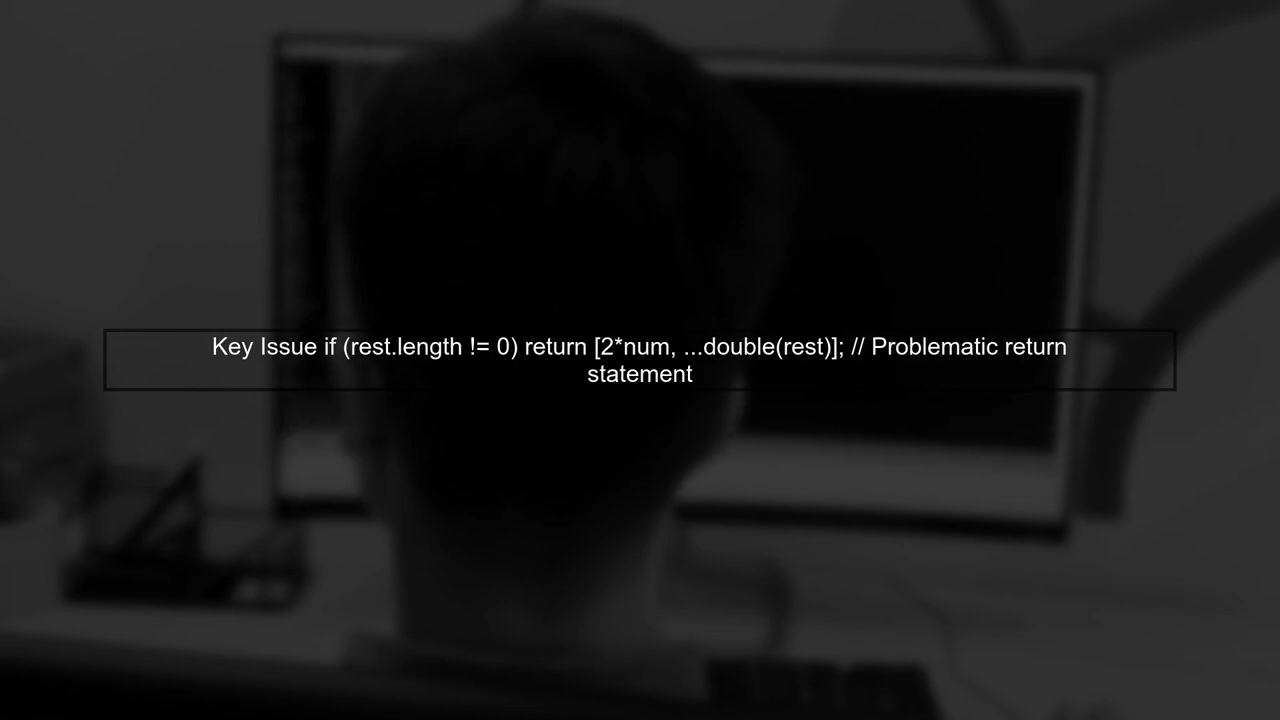 Key Issue if (rest.length != 0) return [2*num, ...double(rest)]; // Problematic return
statement